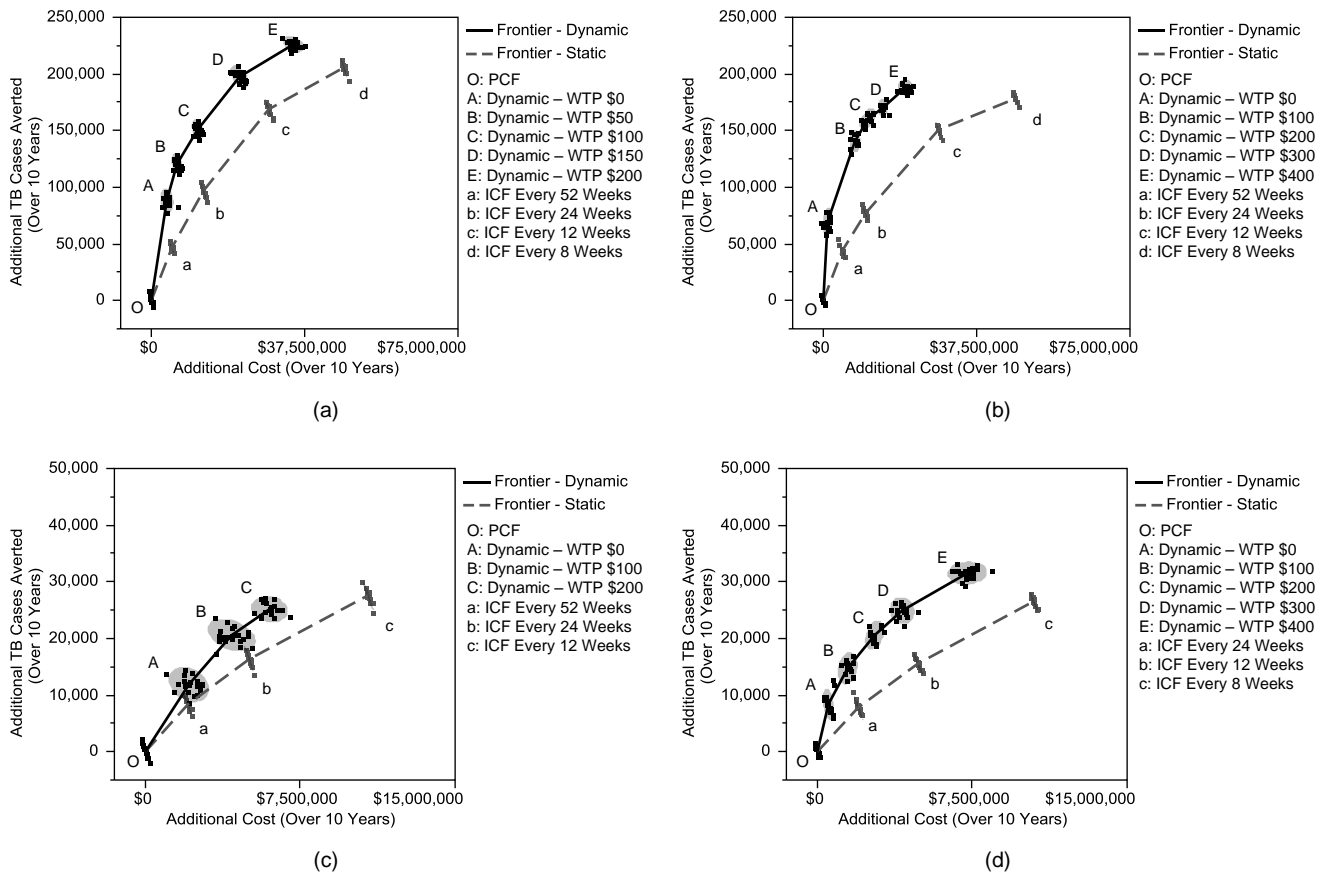 250,000
200,000
150,000
100,000
50,000
0
Additional TB Cases Averted
(Over 10 Years)
O
A
B
C
D
E
a
b
c
d
$0
$37,500,000
$75,000,000
Additional Cost (Over 10 Years)
Frontier - Dynamic
Frontier - Static
O: PCF
A: Dynamic – WTP $0
B: Dynamic – WTP $50
C: Dynamic – WTP $100
D: Dynamic – WTP $150
E: Dynamic – WTP $200
a: ICF Every 52 Weeks
b: ICF Every 24 Weeks
c: ICF Every 12 Weeks
d: ICF Every 8 Weeks
(a)
250,000
200,000
150,000
100,000
50,000
0
Additional TB Cases Averted
(Over 10 Years)
O
A
B
C
D
E
a
b
c
d
$0
$37,500,000
$75,000,000
Additional Cost (Over 10 Years)
Frontier - Dynamic
Frontier - Static
O: PCF
A: Dynamic – WTP $0
B: Dynamic – WTP $100
C: Dynamic – WTP $200
D: Dynamic – WTP $300
E: Dynamic – WTP $400
a: ICF Every 52 Weeks
b: ICF Every 24 Weeks
c: ICF Every 12 Weeks
d: ICF Every 8 Weeks
(b)
50,000
40,000
30,000
20,000
10,000
0
Additional TB Cases Averted
(Over 10 Years)
O
A
B
C
a
b
c
$0
$7,500,000
$15,000,000
Additional Cost (Over 10 Years)
Frontier - Dynamic
Frontier - Static
O: PCF
A: Dynamic – WTP $0
B: Dynamic – WTP $100
C: Dynamic – WTP $200
a: ICF Every 52 Weeks
b: ICF Every 24 Weeks
c: ICF Every 12 Weeks
(c)
50,000
40,000
30,000
20,000
10,000
0
Additional TB Cases Averted
(Over 10 Years)
O
A
B
C
D
E
a
b
c
$0
$7,500,000
$15,000,000
Additional Cost (Over 10 Years)
Frontier - Dynamic
Frontier - Static
O: PCF
A: Dynamic – WTP $0
B: Dynamic – WTP $100
C: Dynamic – WTP $200
D: Dynamic – WTP $300
E: Dynamic – WTP $400
a: ICF Every 24 Weeks
b: ICF Every 12 Weeks
c: ICF Every 8 Weeks
(d)